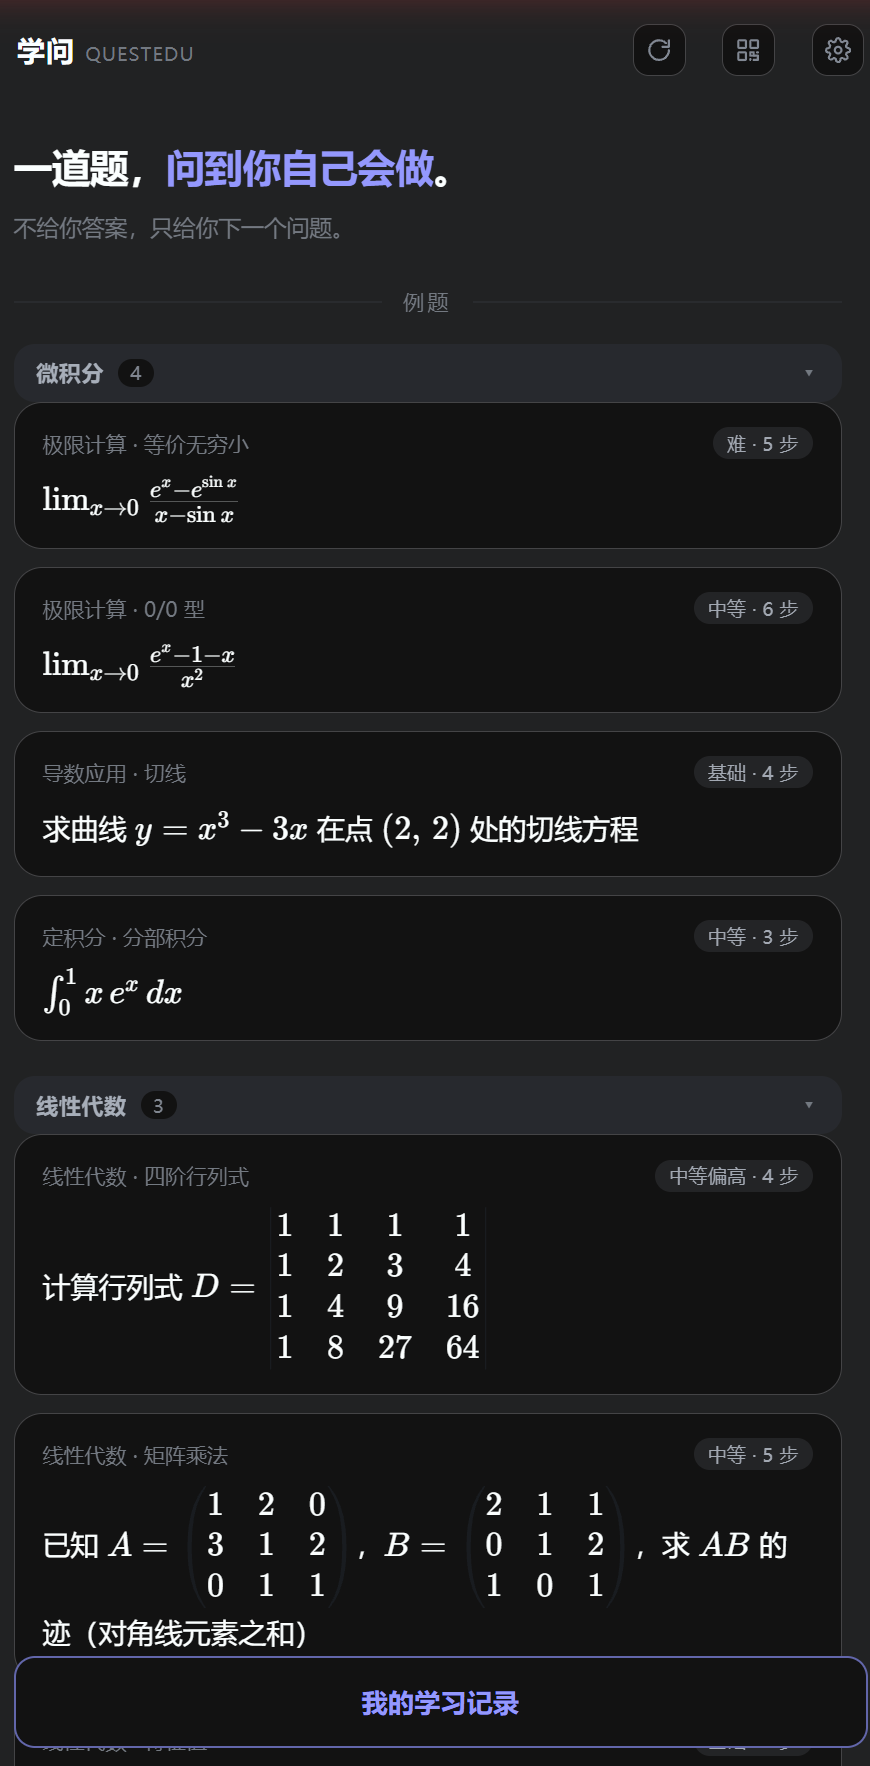 学问 QUESTEDU
一道题，问到你自己会做。
不给你答案，只给你下一个问题。
例题
微积分 4 ▼
极限计算 · 等价无穷小 难 · 5 步
lim_{x→0} \frac{e^x−e^{sin x}}{x−sin x}
极限计算 · 0/0 型 中等 · 6 步
lim_{x→0} \frac{e^x−1−x}{x^2}
导数应用 · 切线 基础 · 4 步
求曲线 y = x³ − 3x 在点 (2, 2) 处的切线方程
定积分 · 分部积分 中等 · 3 步
∫₀¹ x eˣ dx
线性代数 3 ▼
线性代数 · 四阶行列式 中等偏高 · 4 步
1 1 1 1
1 2 3 4
计算行列式 D =
1 4 9 16
1 8 27 64
线性代数 · 矩阵乘法 中等 · 5 步
1 2 0 2 1 1
已知 A = 3 1 2 ，B = 0 1 2 ，求 AB 的
0 1 1 1 0 1
迹（对角线元素之和）
我的学习记录